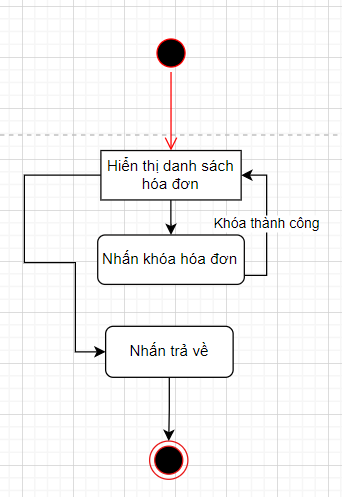 Hiển thị danh sách
hóa đơn
Khóa thành công
Nhấn khóa hóa đơn
Nhấn trả về